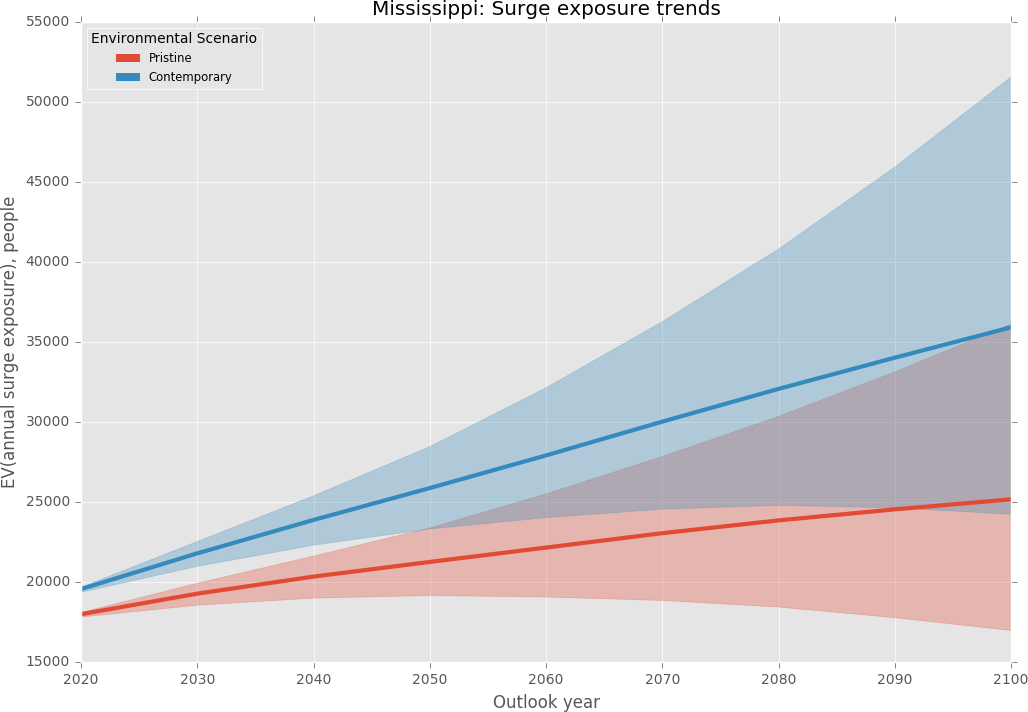 Mississippi: Surge exposure trends
55000
50000
45000
40000
35000
30000
25000
20000
15000
EV(annual surge exposure), people
Environmental Scenario
Pristine
Contemporary
2020 2030 2040 2050 2060 2070 2080 2090 2100
Outlook year